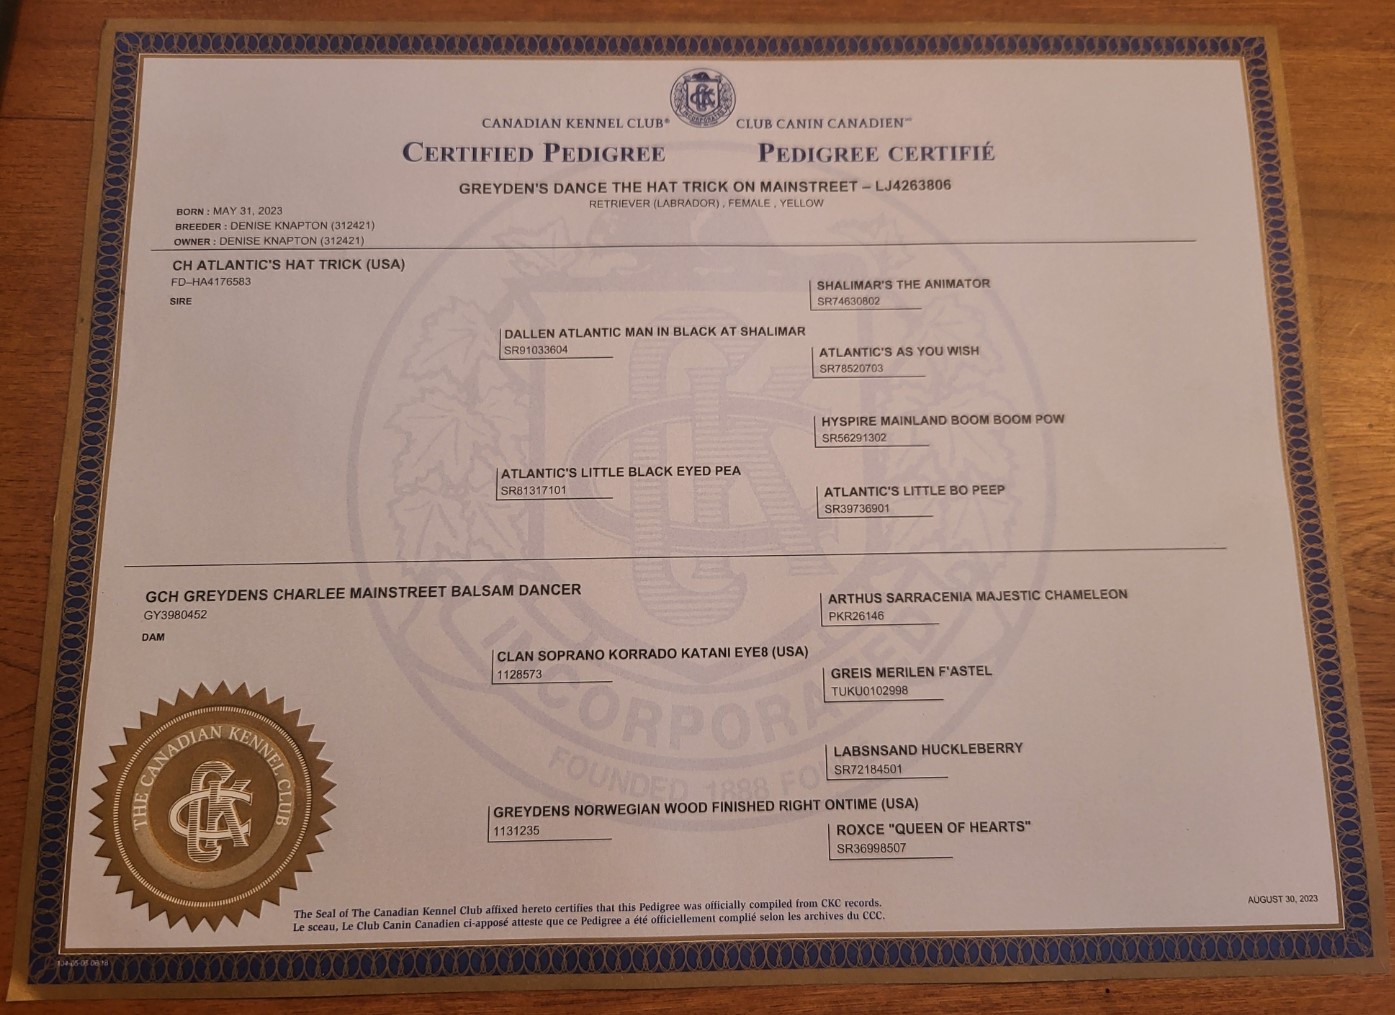 CANADIAN KENNEL CLUB® CLUB CANIN CANADIEN
CERTIFIED PEDIGREE PEDIGREE CERTIFIÉ
GREYDEN'S DANCE THE HAT TRICK ON MAINSTREET – LJ4263806
RETRIEVER (LABRADOR) , FEMALE , YELLOW
BORN : MAY 31, 2023
BREEDER : DENISE KNAPTON (312421)
OWNER : DENISE KNAPTON (312421)
CH ATLANTIC'S HAT TRICK (USA)
FD–HA4176583
SIRE
SHALIMAR'S THE ANIMATOR
SR74630802
DALLEN ATLANTIC MAN IN BLACK AT SHALIMAR
SR91033604
ATLANTIC'S AS YOU WISH
SR78520703
HYSPIRE MAINLAND BOOM BOOM POW
SR56291302
ATLANTIC'S LITTLE BLACK EYED PEA
SR81317101
ATLANTIC'S LITTLE BO PEEP
SR39736901
GCH GREYDENS CHARLEE MAINSTREET BALSAM DANCER
GY3980452
DAM
ARTHUS SARRACENIA MAJESTIC CHAMELEON
PKR26146
CLAN SOPRANO KORRADO KATANI EYE8 (USA)
1128573
GREIS MERILEN F'ASTEL
TUKU0102998
LABSNSAND HUCKLEBERRY
SR72184501
GREYDENS NORWEGIAN WOOD FINISHED RIGHT ONTIME (USA)
1131235
ROXCE "QUEEN OF HEARTS"
SR36998507
INCORPORATED
FOUNDED 1888 FO
THE CANADIAN KENNEL CLUB
CKC
The Seal of The Canadian Kennel Club affixed hereto certifies that this Pedigree was officially compiled from CKC records.
Le sceau, Le Club Canin Canadien ci-apposé atteste que ce Pedigree a été officiellement complié selon les archives du CCC.
AUGUST 30, 2023